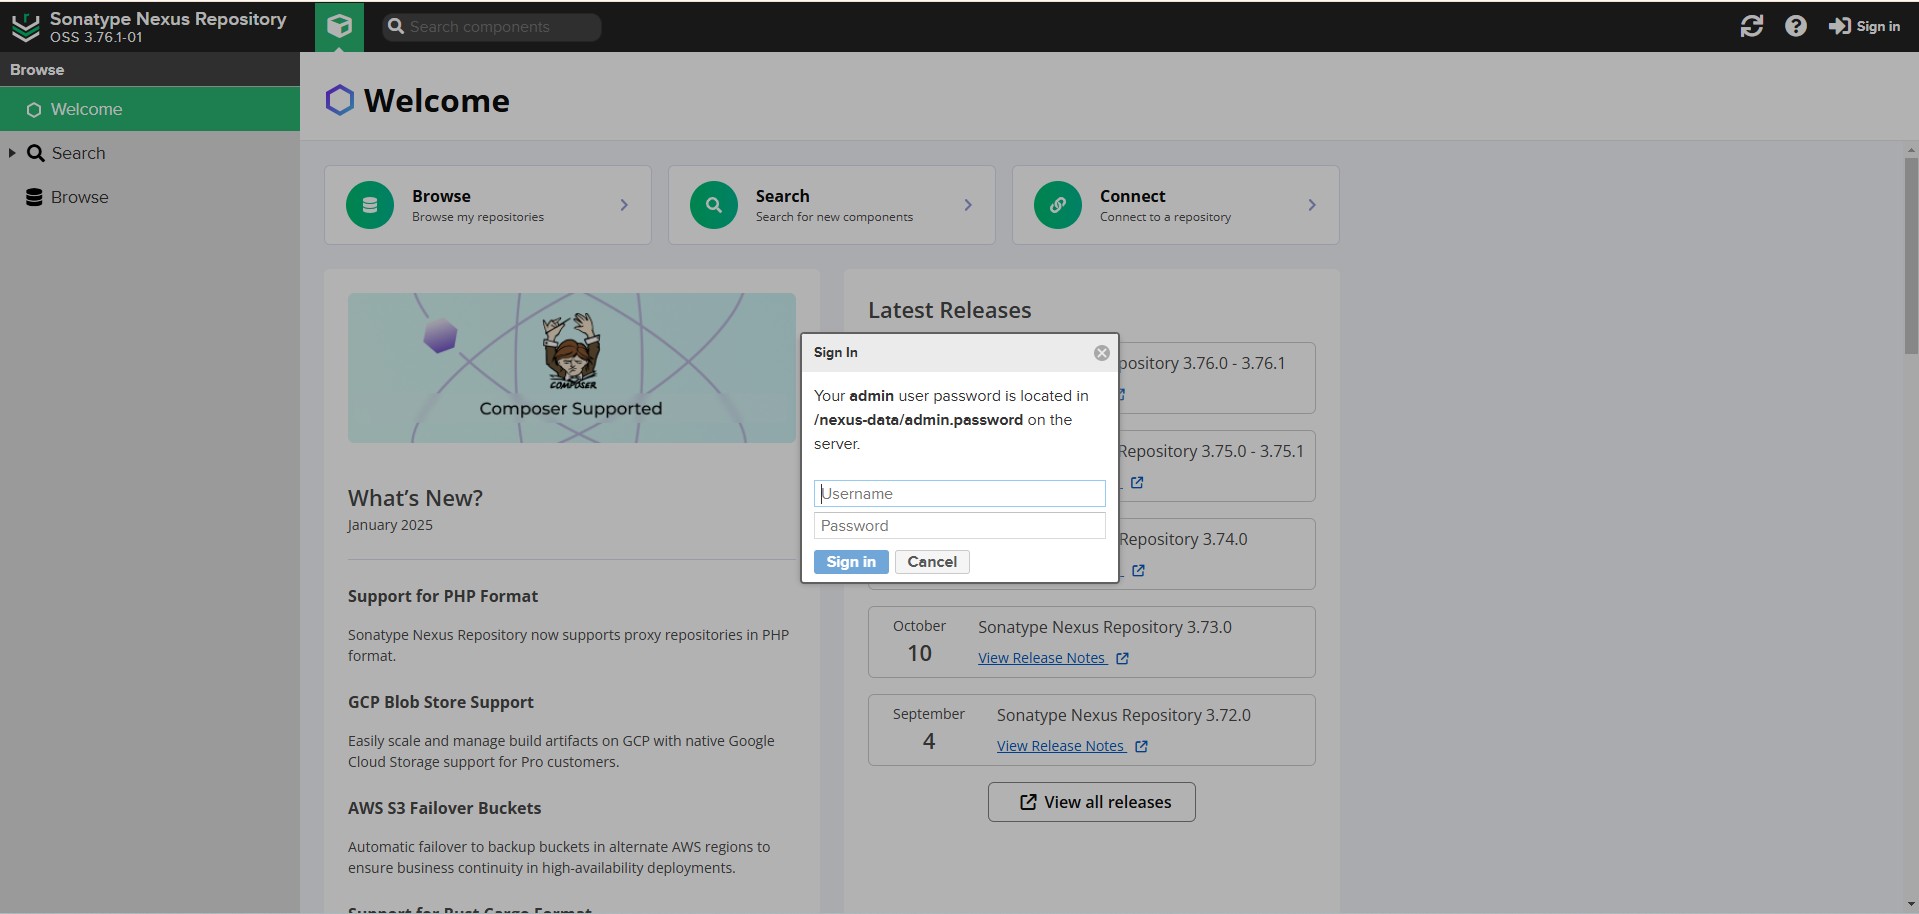 Sonatype Nexus Repository
OSS 3.76.1-01
Search components
Sign in
Browse
Welcome
Search
Browse
Welcome
Browse
Browse my repositories
Search
Search for new components
Connect
Connect to a repository
COMPOSER
Composer Supported
What's New?
January 2025
Support for PHP Format
Sonatype Nexus Repository now supports proxy repositories in PHP
format.
GCP Blob Store Support
Easily scale and manage build artifacts on GCP with native Google
Cloud Storage support for Pro customers.
AWS S3 Failover Buckets
Automatic failover to backup buckets in alternate AWS regions to
ensure business continuity in high-availability deployments.
Support for Rust Cargo Format
Latest Releases
pository 3.76.0 - 3.76.1
Repository 3.75.0 - 3.75.1
Repository 3.74.0
October
10
Sonatype Nexus Repository 3.73.0
View Release Notes
September
4
Sonatype Nexus Repository 3.72.0
View Release Notes
View all releases
Sign In
Your admin user password is located in
/nexus-data/admin.password on the
server.
Username
Password
Sign in
Cancel